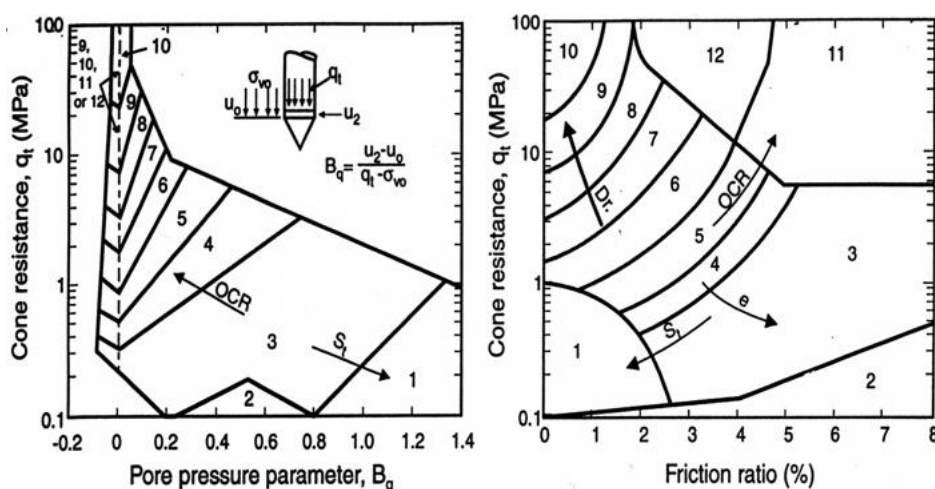 100
10
1
0.1
Cone resistance, qt (MPa)
-0.2 0 0.2 0.4 0.6 0.8 1.0 1.2 1.4
Pore pressure parameter, Bq
9,
10,
11
or 12
10
9
8
7
6
5
4
3
2
1
OCR
St
σvo
uo
qt
u2
Bq = u2-uo
qt - σvo
100
10
1
0.1
Cone resistance, qt (MPa)
0 1 2 3 4 5 6 7 8
Friction ratio (%)
10
9
8
7
6
5
4
3
2
1
12
11
Dr.
OCR
e
St